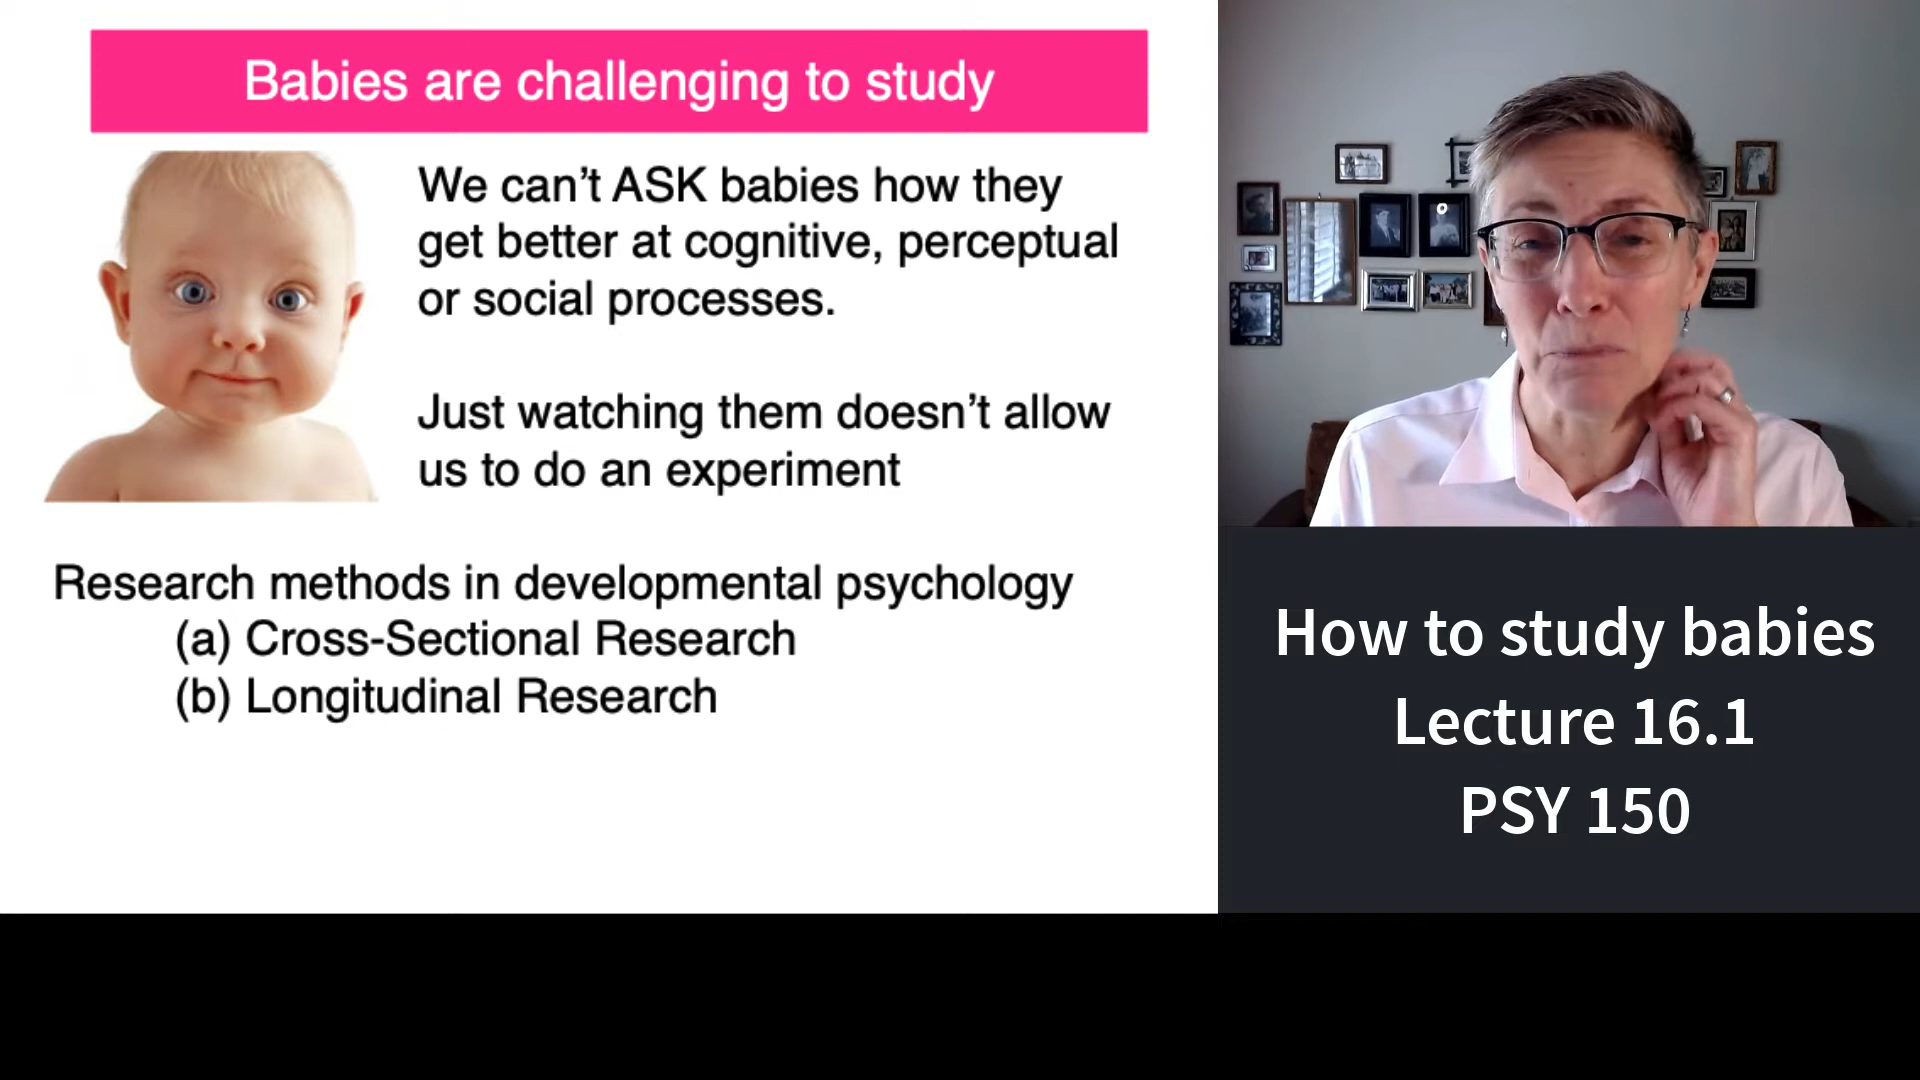 Babies are challenging to study
We can’t ASK babies how they
get better at cognitive, perceptual
or social processes.
Just watching them doesn’t allow
us to do an experiment
Research methods in developmental psychology
(a) Cross-Sectional Research
(b) Longitudinal Research
How to study babies
Lecture 16.1
PSY 150